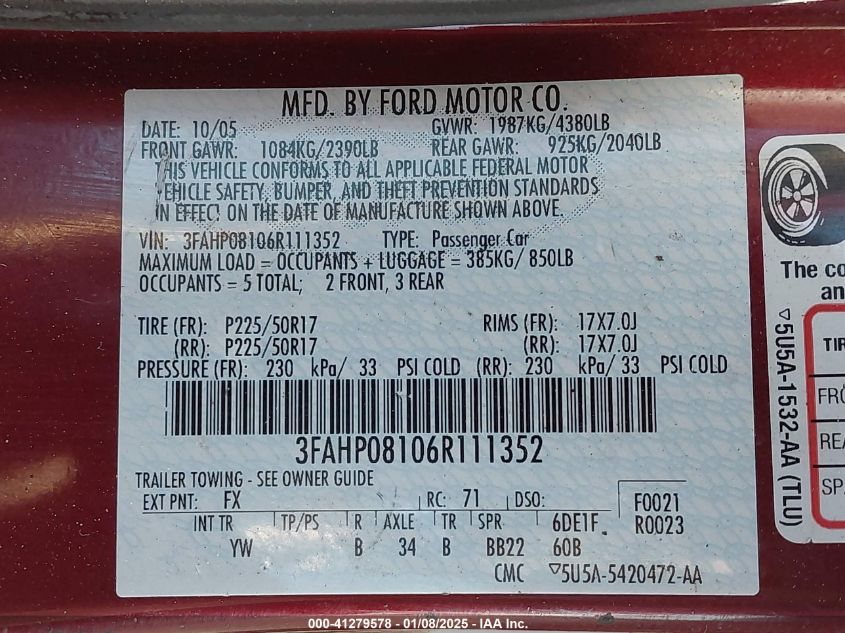 MFD. BY FORD MOTOR CO.
DATE: 10/05 GVWR: 1987KG/4380LB
FRONT GAWR: 1084KG/2390LB REAR GAWR: 925KG/2040LB
THIS VEHICLE CONFORMS TO ALL APPLICABLE FEDERAL MOTOR
VEHICLE SAFETY, BUMPER, AND THEFT PREVENTION STANDARDS
IN EFFECT ON THE DATE OF MANUFACTURE SHOWN ABOVE.
VIN: 3FAHP08106R111352 TYPE: Passenger Car
MAXIMUM LOAD = OCCUPANTS + LUGGAGE = 385KG/ 850LB
OCCUPANTS = 5 TOTAL; 2 FRONT, 3 REAR
TIRE (FR): P225/50R17 RIMS (FR): 17X7.0J
(RR): P225/50R17 (RR): 17X7.0J
PRESSURE (FR): 230 kPa/ 33 PSI COLD (RR): 230 kPa/ 33 PSI COLD
3FAHP08106R111352
TRAILER TOWING - SEE OWNER GUIDE
EXT PNT: FX RC: 71 DSO: F0021
INT TR TP/PS R AXLE TR SPR 6DE1F R0023
YW B 34 B BB22 60B
CMC ▽5U5A-5420472-AA
The co
an
▽5U5A-1532-AA (TLU)
TIR
FRO
REA
SPA
000-41279578 - 01/08/2025 - IAA Inc.